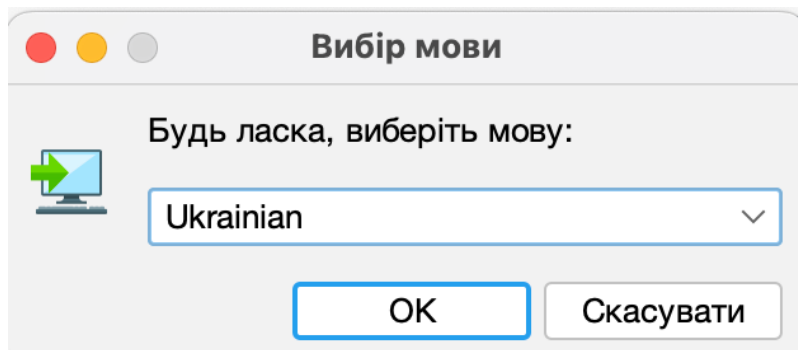 Вибір мови
Будь ласка, виберіть мову:
Ukrainian
OK
Скасувати